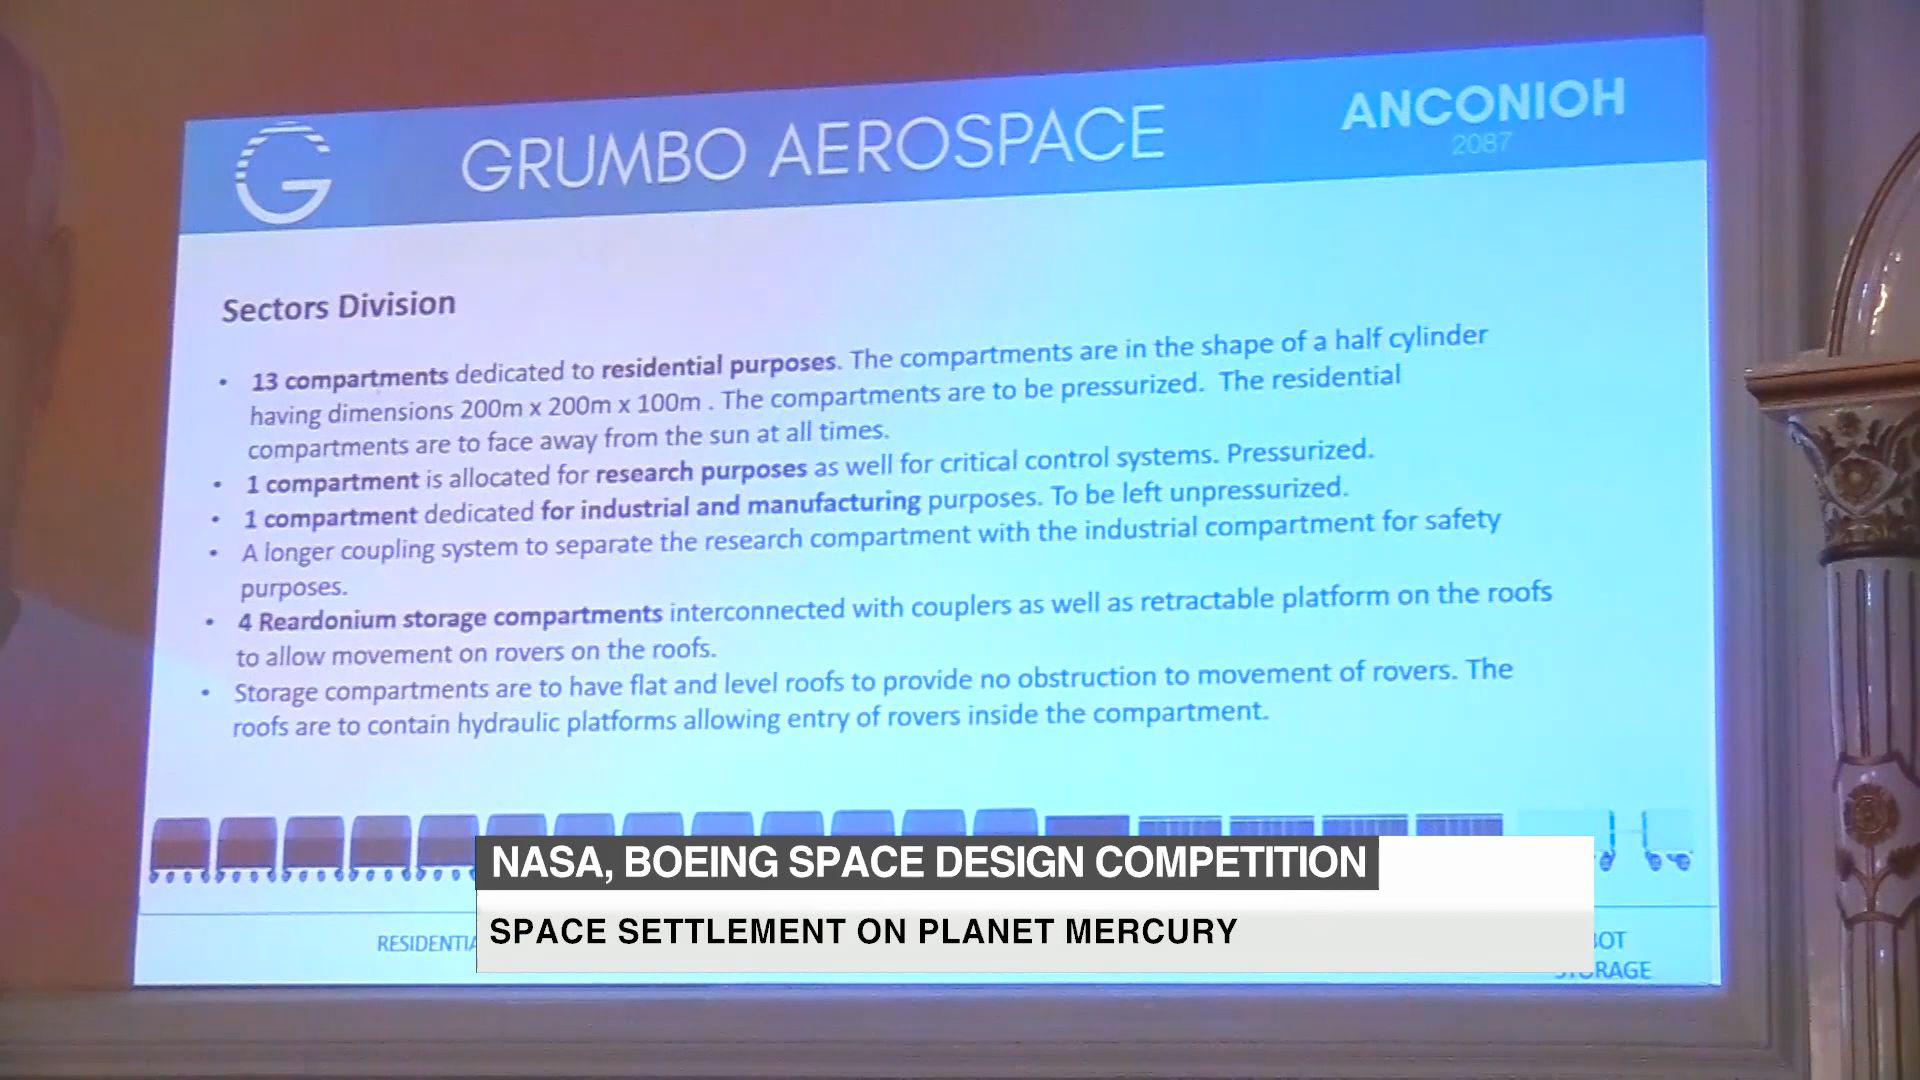 G
GRUMBO AEROSPACE
ANCONIOH
2087
Sectors Division
• 13 compartments dedicated to residential purposes. The compartments are in the shape of a half cylinder
having dimensions 200m x 200m x 100m . The compartments are to be pressurized. The residential
compartments are to face away from the sun at all times.
• 1 compartment is allocated for research purposes as well for critical control systems. Pressurized.
• 1 compartment dedicated for industrial and manufacturing purposes. To be left unpressurized.
• A longer coupling system to separate the research compartment with the industrial compartment for safety
purposes.
• 4 Reardonium storage compartments interconnected with couplers as well as retractable platform on the roofs
to allow movement on rovers on the roofs.
• Storage compartments are to have flat and level roofs to provide no obstruction to movement of rovers. The
roofs are to contain hydraulic platforms allowing entry of rovers inside the compartment.
NASA, BOEING SPACE DESIGN COMPETITION
SPACE SETTLEMENT ON PLANET MERCURY
RESIDENTIA